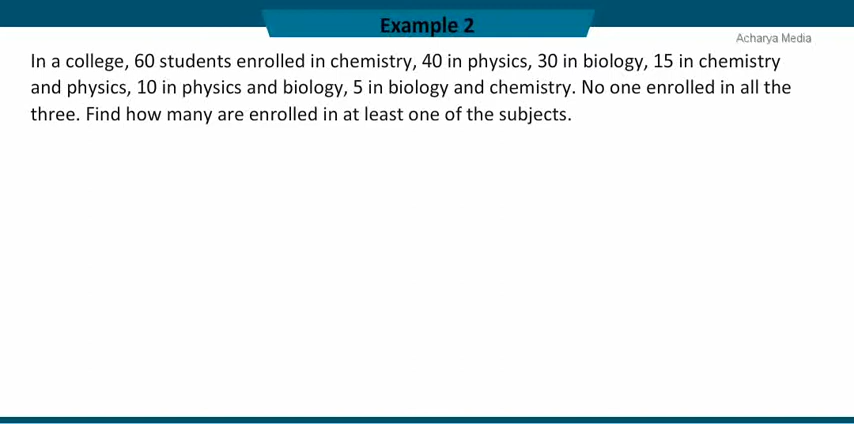 Example 2
Acharya Media
In a college, 60 students enrolled in chemistry, 40 in physics, 30 in biology, 15 in chemistry
and physics, 10 in physics and biology, 5 in biology and chemistry. No one enrolled in all the
three. Find how many are enrolled in at least one of the subjects.